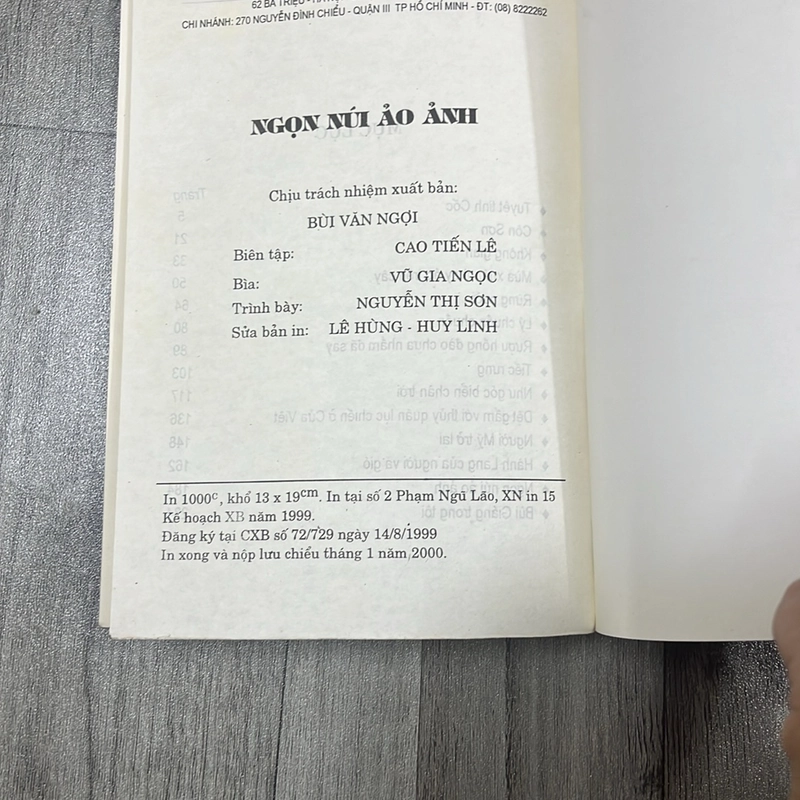 62 BÀ TRIỆU -
CHI NHÁNH: 270 NGUYỄN ĐÌNH CHIỂU - QUẬN III TP HỒ CHÍ MINH - ĐT: (08) 8222262
NGỌN NÚI ẢO ẢNH
Chịu trách nhiệm xuất bản:
BÙI VĂN NGỢI
Biên tập: CAO TIẾN LÊ
Bìa: VŨ GIA NGỌC
Trình bày: NGUYỄN THỊ SƠN
Sửa bản in: LÊ HÙNG - HUY LINH
In 1000c, khổ 13 x 19cm. In tại số 2 Phạm Ngũ Lão, XN in 15
Kế hoạch XB năm 1999.
Đăng ký tại CXB số 72/729 ngày 14/8/1999
In xong và nộp lưu chiểu tháng 1 năm 2000.